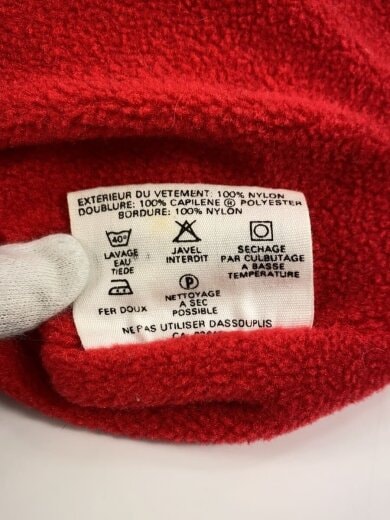 EXTERIEUR DU VETEMENT: 100% NYLON
DOUBLURE: 100% CAPILENE ® POLYESTER
BORDURE: 100% NYLON
40°
LAVAGE
EAU
TIEDE
JAVEL
INTERDIT
SECHAGE
PAR CULBUTAGE
A BASSE
TEMPERATURE
FER DOUX
P
NETTOYAGE
A SEC
POSSIBLE
NE PAS UTILISER DASSOUPLIS